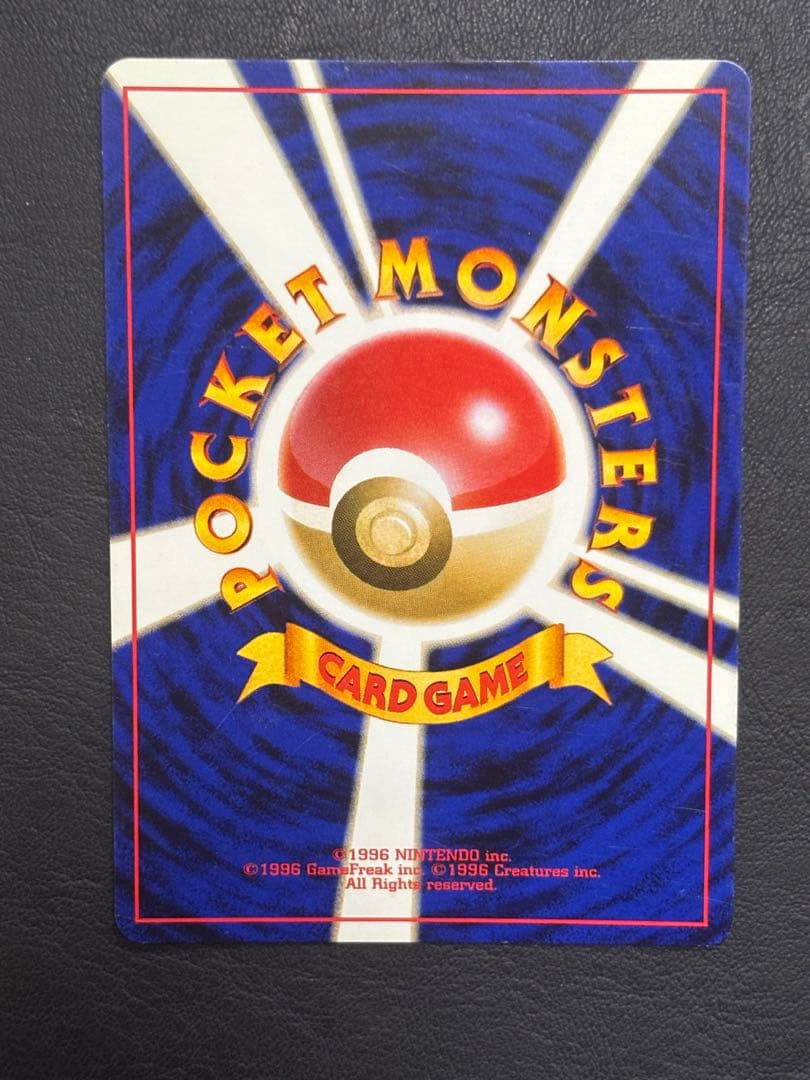 POCKET MONSTERS
CARD GAME
©1996 NINTENDO inc.
©1996 GameFreak inc. ©1996 Creatures inc.
All Rights reserved.